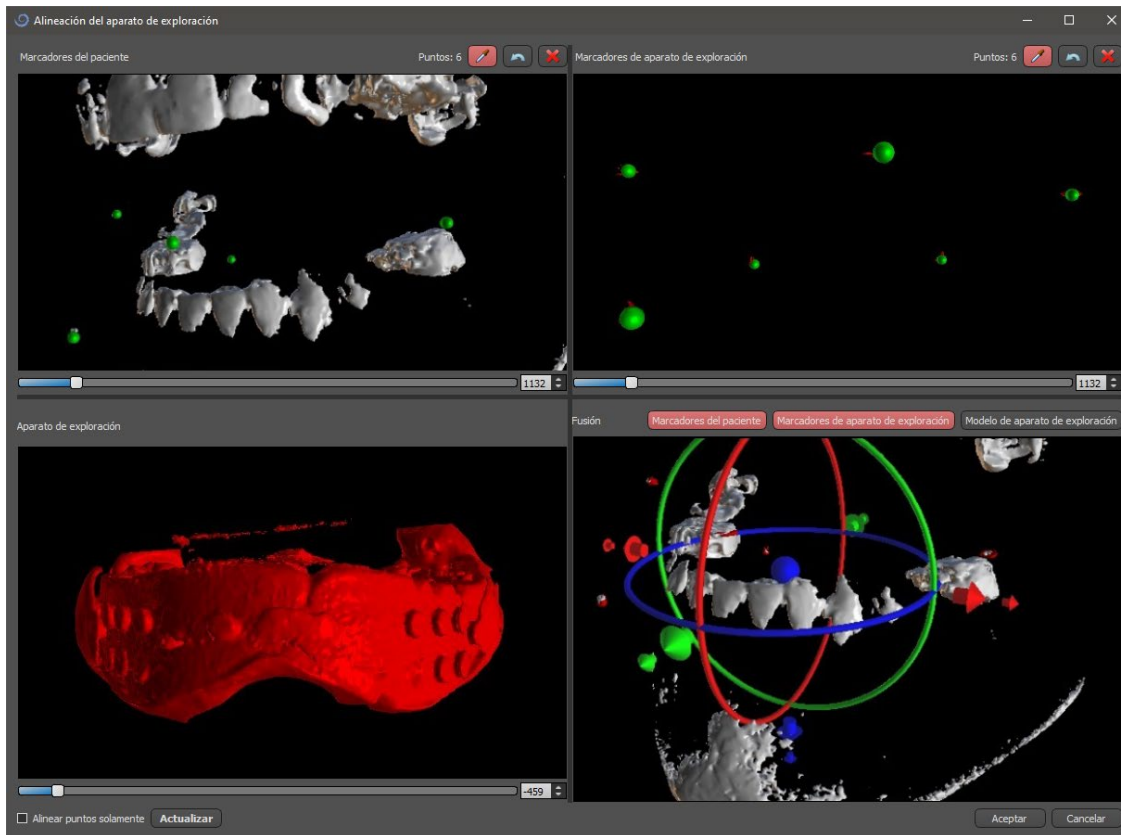 Alineación del aparato de exploración
Marcadores del paciente
Puntos: 6
Marcadores de aparato de exploración
Puntos: 6
1132
1132
Aparato de exploración
Fusión
Marcadores del paciente
Marcadores de aparato de exploración
Modelo de aparato de exploración
-459
Alinear puntos solamente
Actualizar
Aceptar
Cancelar